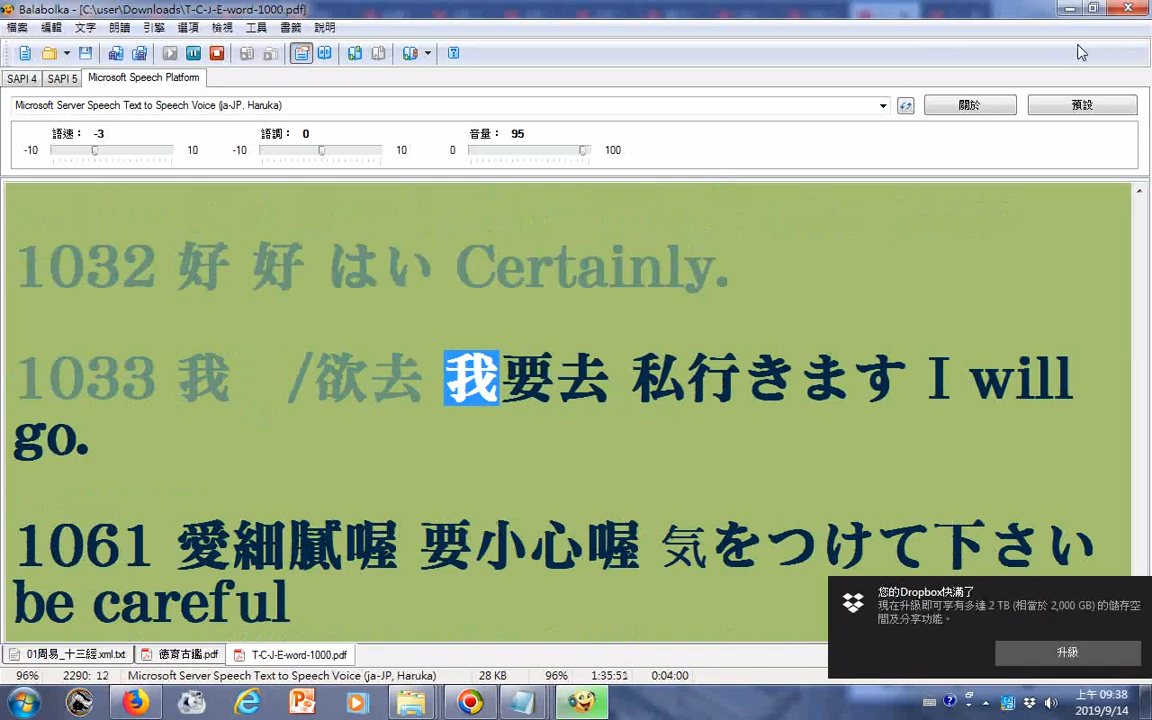 Balabolka - [C:\user\Downloads\T-C-J-E-word-1000.pdf]
檔案 編輯 文字 朗讀 引擎 選項 檢視 工具 書籤 說明
SAPI 4 SAPI 5 Microsoft Speech Platform
Microsoft Server Speech Text to Speech Voice (ja-JP, Haruka) 關於 預設
語速： -3 語調： 0 音量： 95
-10 10 -10 10 0 100
1032 好 好 はい Certainly.
1033 我 /欲去 我要去 私行きます I will
go.
1061 愛細膩喔 要小心喔 気をつけて下さい
be careful
您的Dropbox快滿了
現在升級即可享有多達 2 TB (相當於 2,000 GB) 的儲存空
間及分享功能。
升級
01周易_十三經.xml.txt 德育古鑑.pdf T-C-J-E-word-1000.pdf
96% 2290: 12 Microsoft Server Speech Text to Speech Voice (ja-JP, Haruka) 28 KB 96% 1:35:51 0:04:00
上午 09:38
2019/9/14